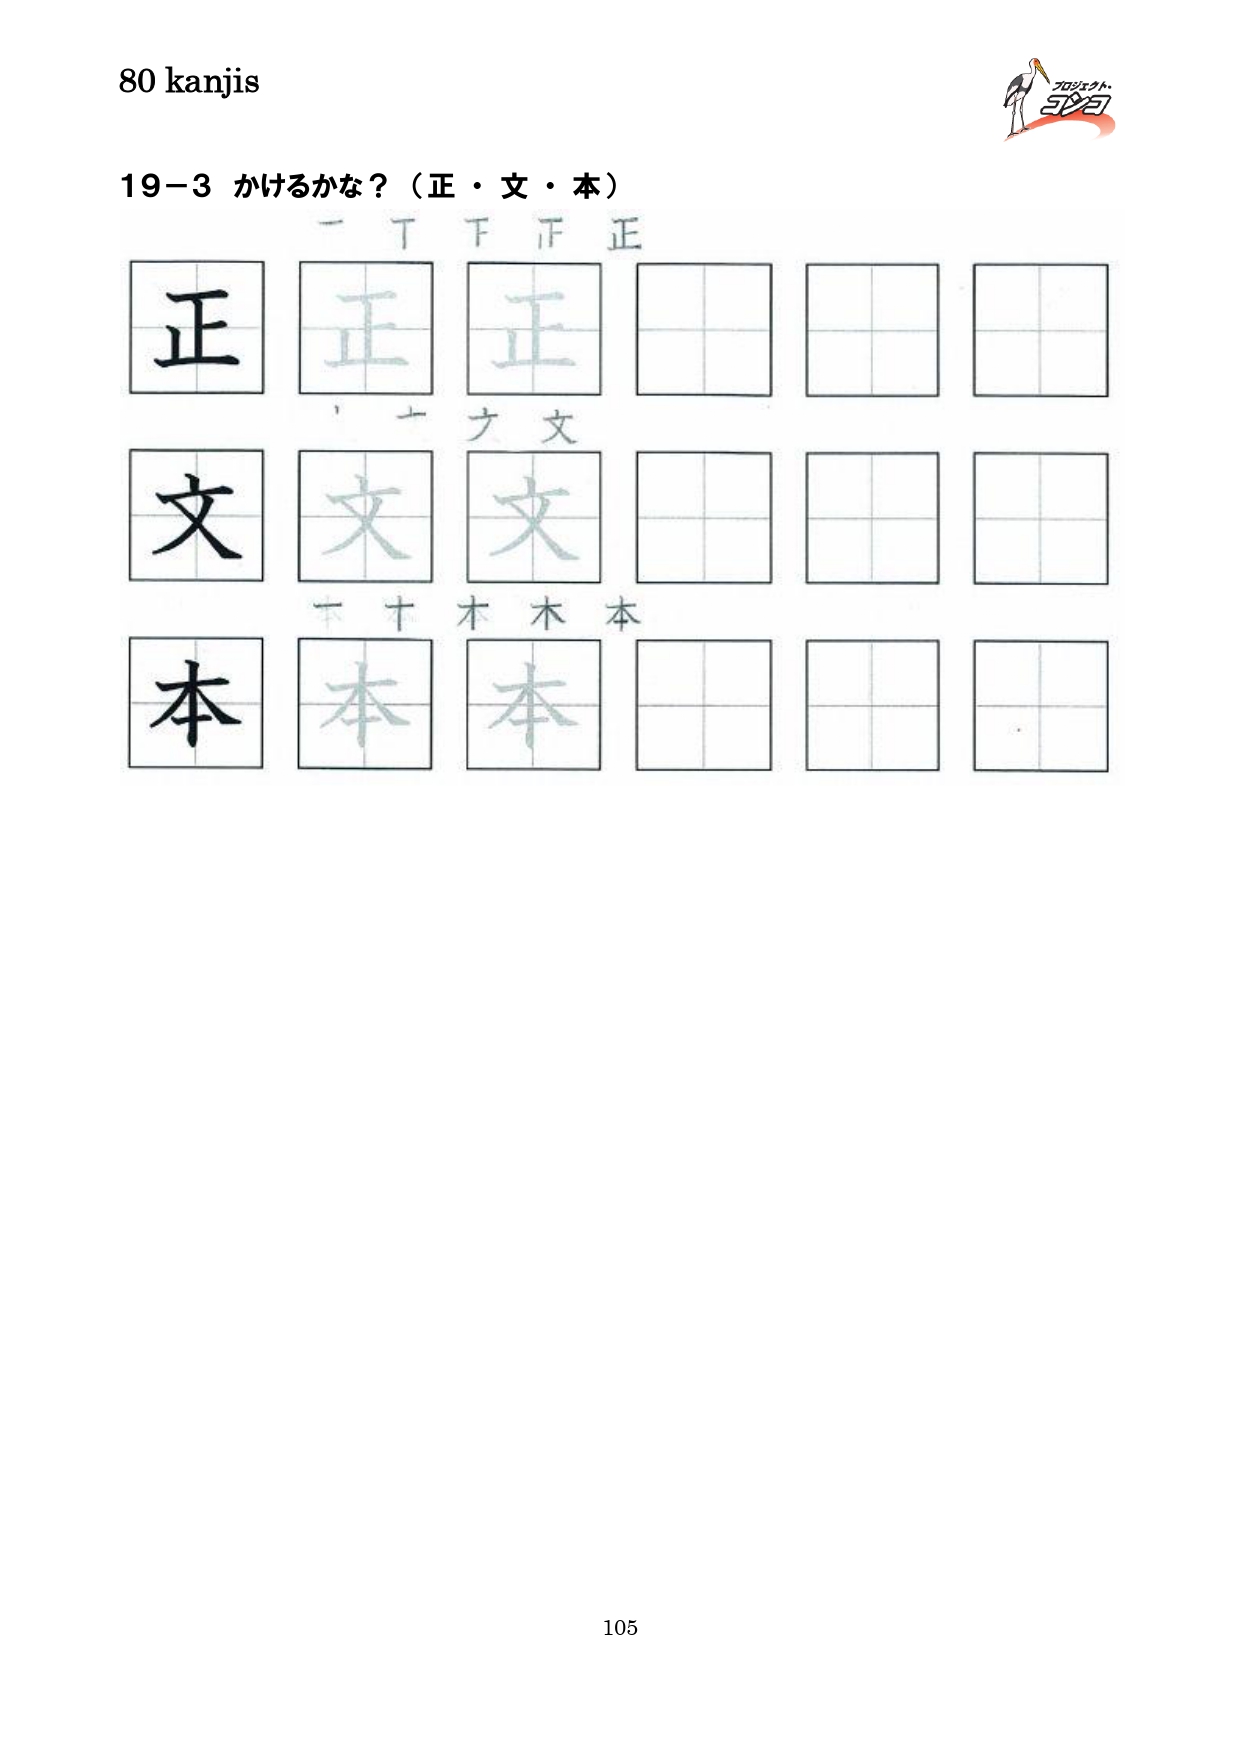 80 kanjis
プロジェクト・
コンコ
19－3 かけるかな？（正 ・ 文 ・ 本）
一 丅 下 正
正 正 正
丶 亠 文
文 文 文
一 十 才 木 本
本 本 本
105